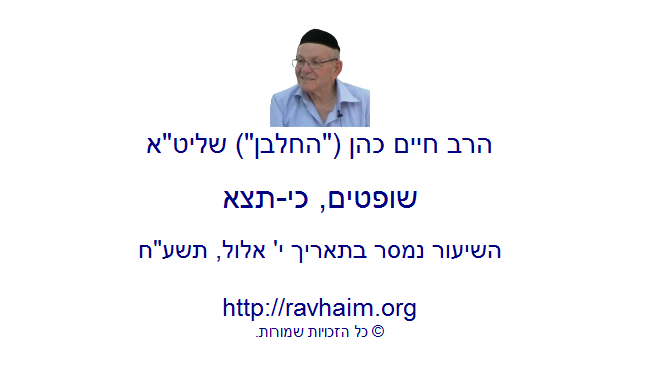 הרב חיים כהן ("החלבן") שליט"א
שופטים, כי-תצא
השיעור נמסר בתאריך י' אלול, תשע"ח
http://ravhaim.org
© כל הזכויות שמורות.